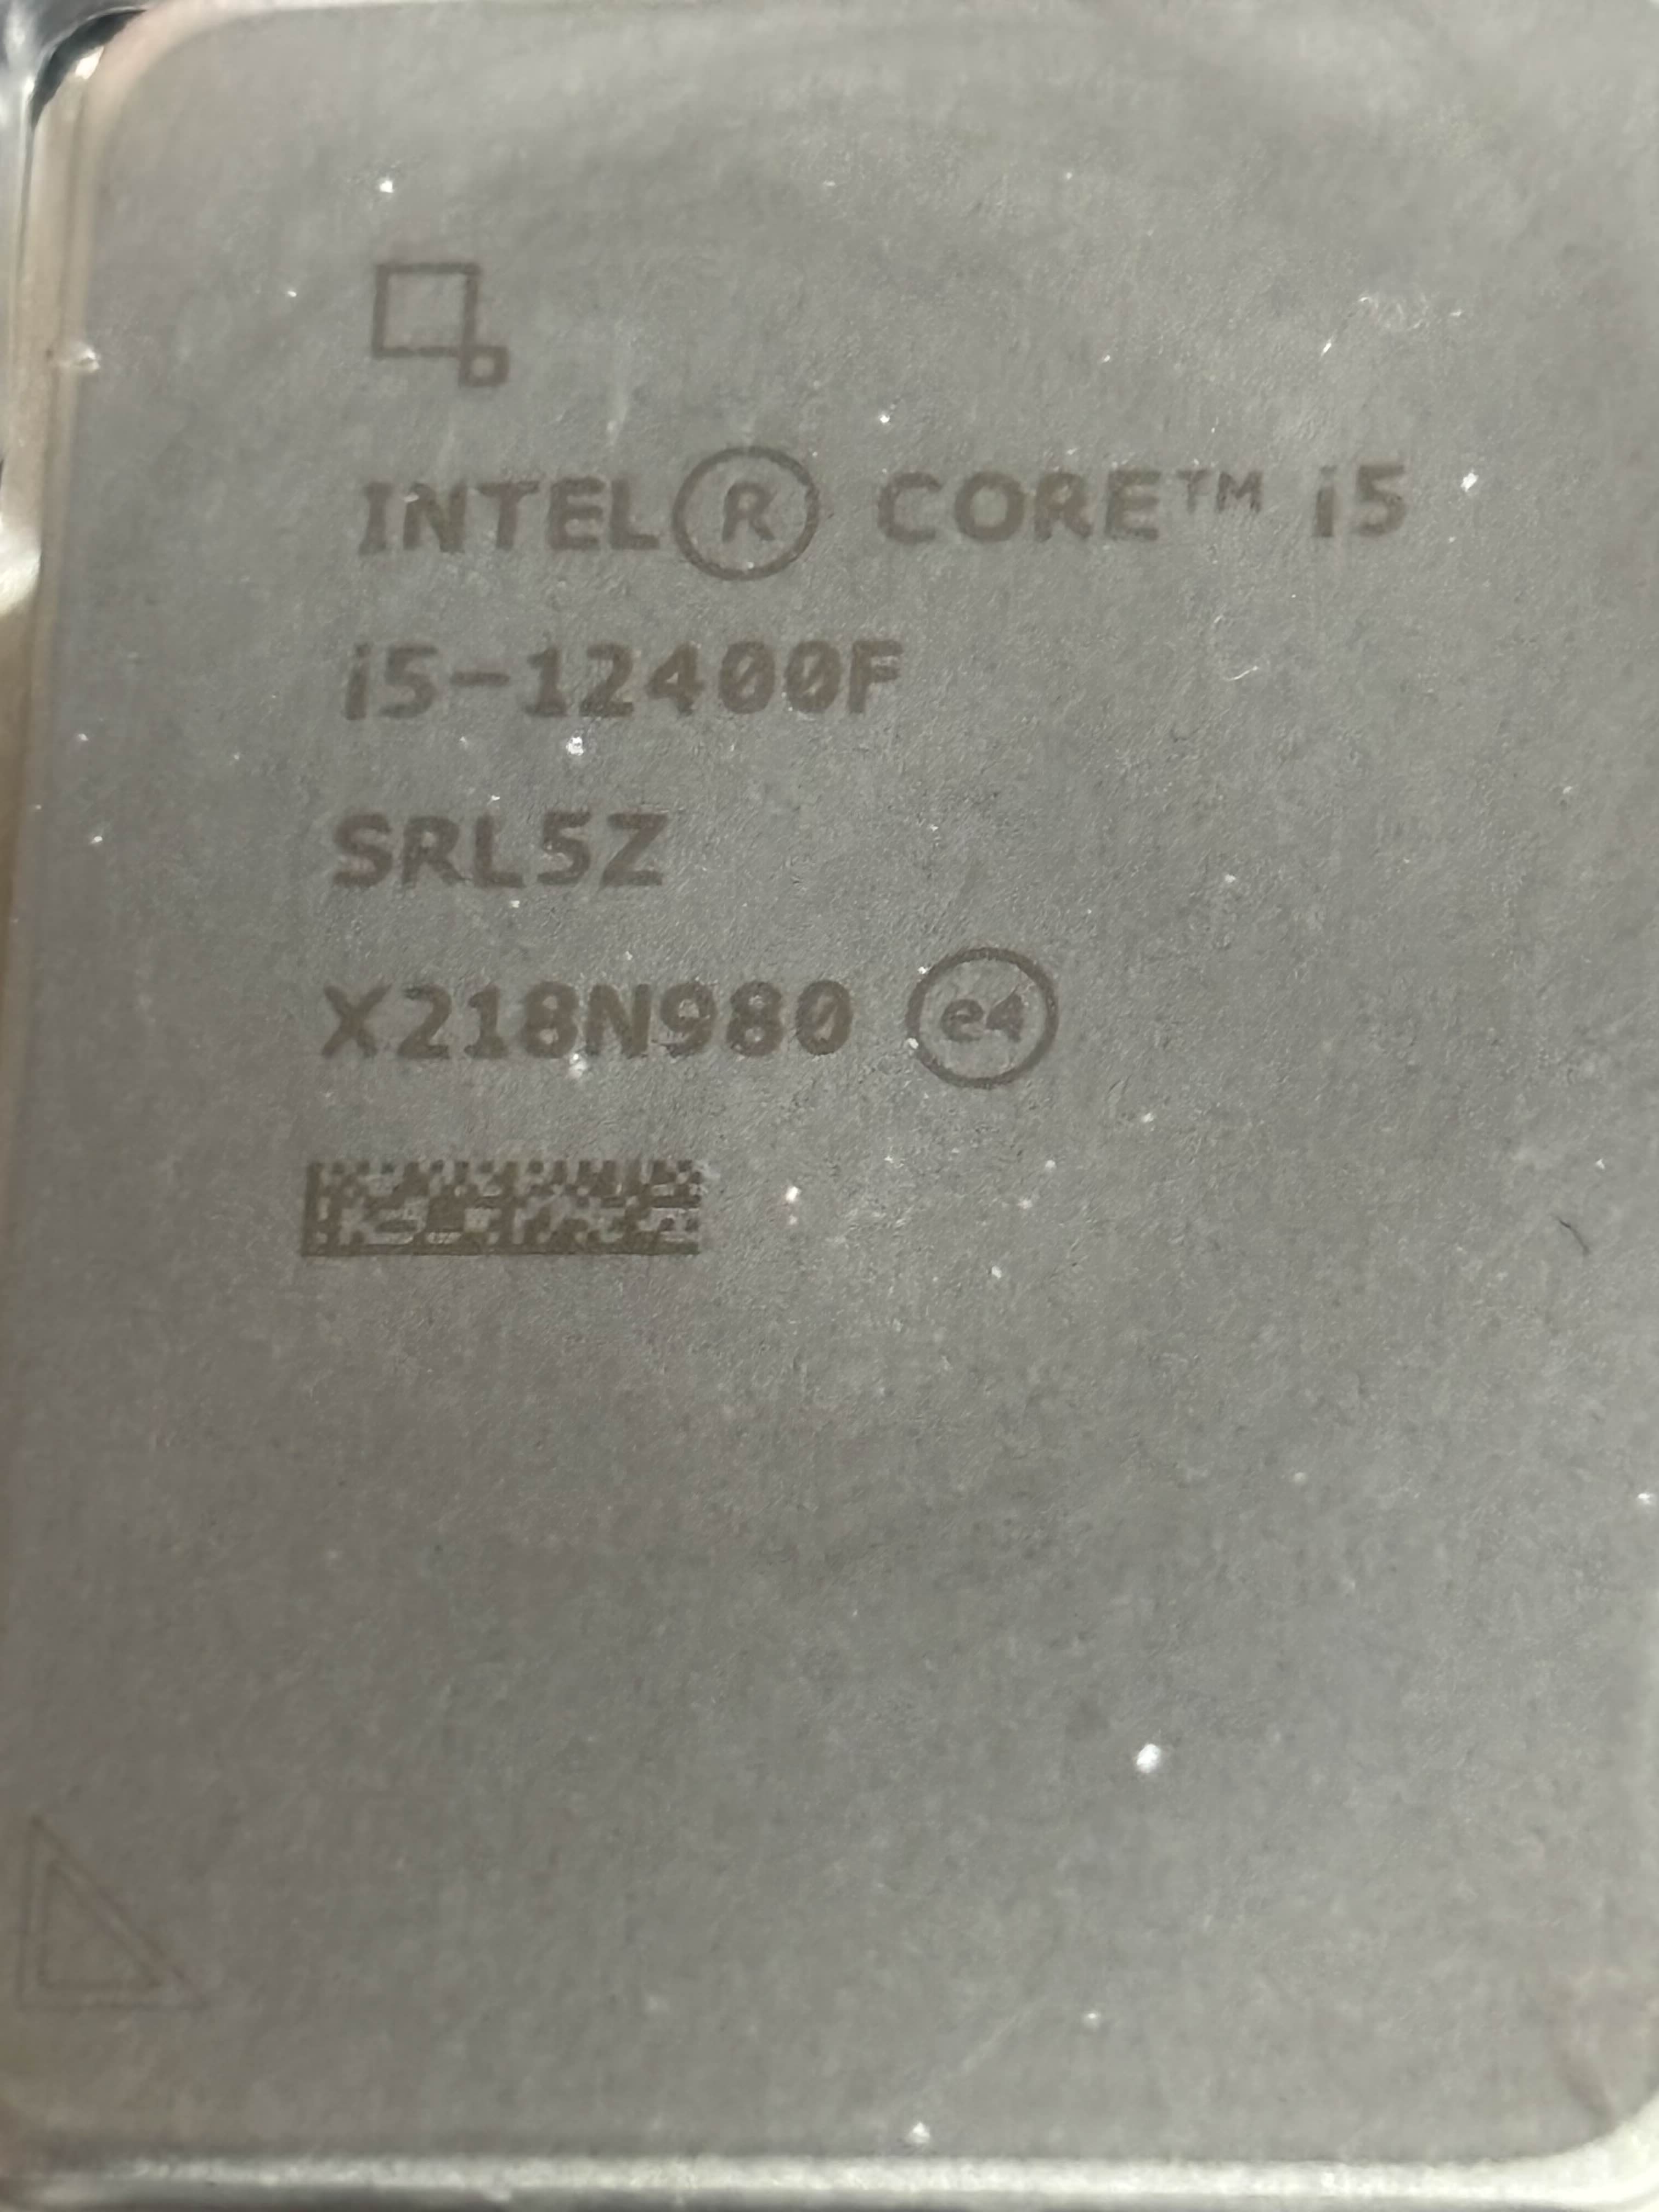 INTEL® CORE™ i5
i5-12400F
SRL5Z
X218N980 e4